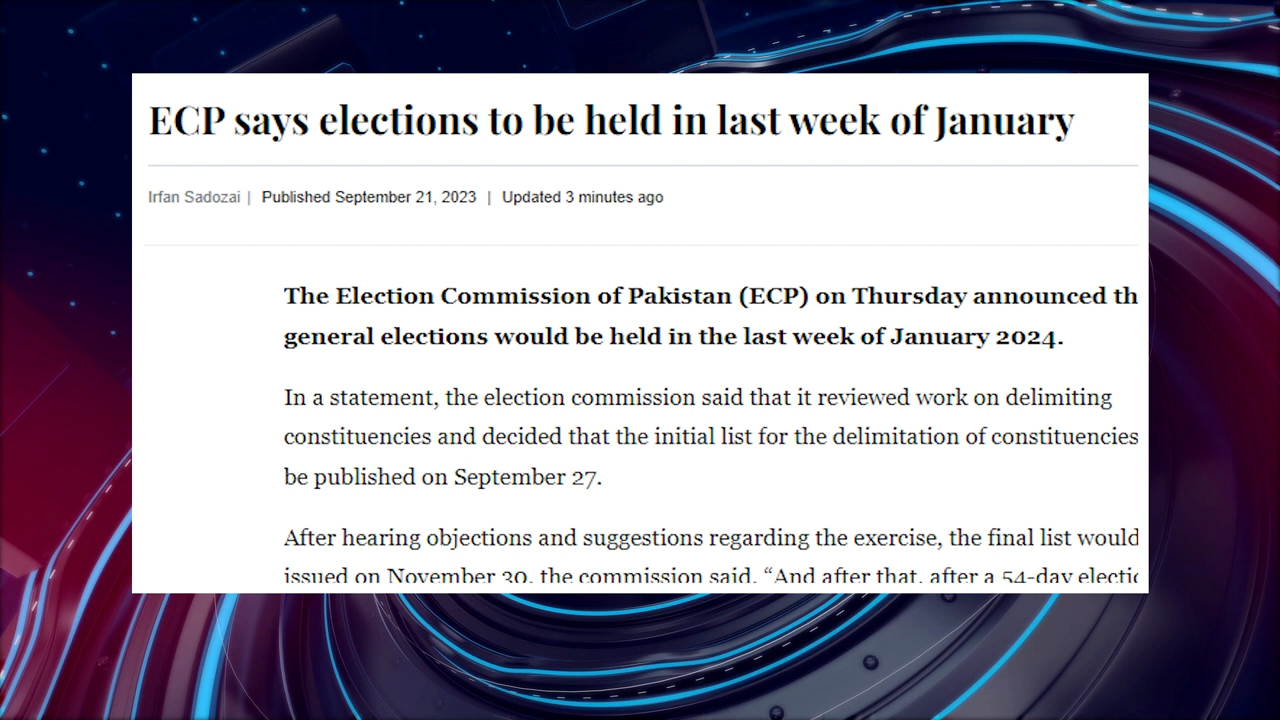 ECP says elections to be held in last week of January
Irfan Sadozai | Published September 21, 2023 | Updated 3 minutes ago
The Election Commission of Pakistan (ECP) on Thursday announced th
general elections would be held in the last week of January 2024.
In a statement, the election commission said that it reviewed work on delimiting
constituencies and decided that the initial list for the delimitation of constituencies
be published on September 27.
After hearing objections and suggestions regarding the exercise, the final list would
issued on November 30, the commission said. “And after that, after a 54-day electio